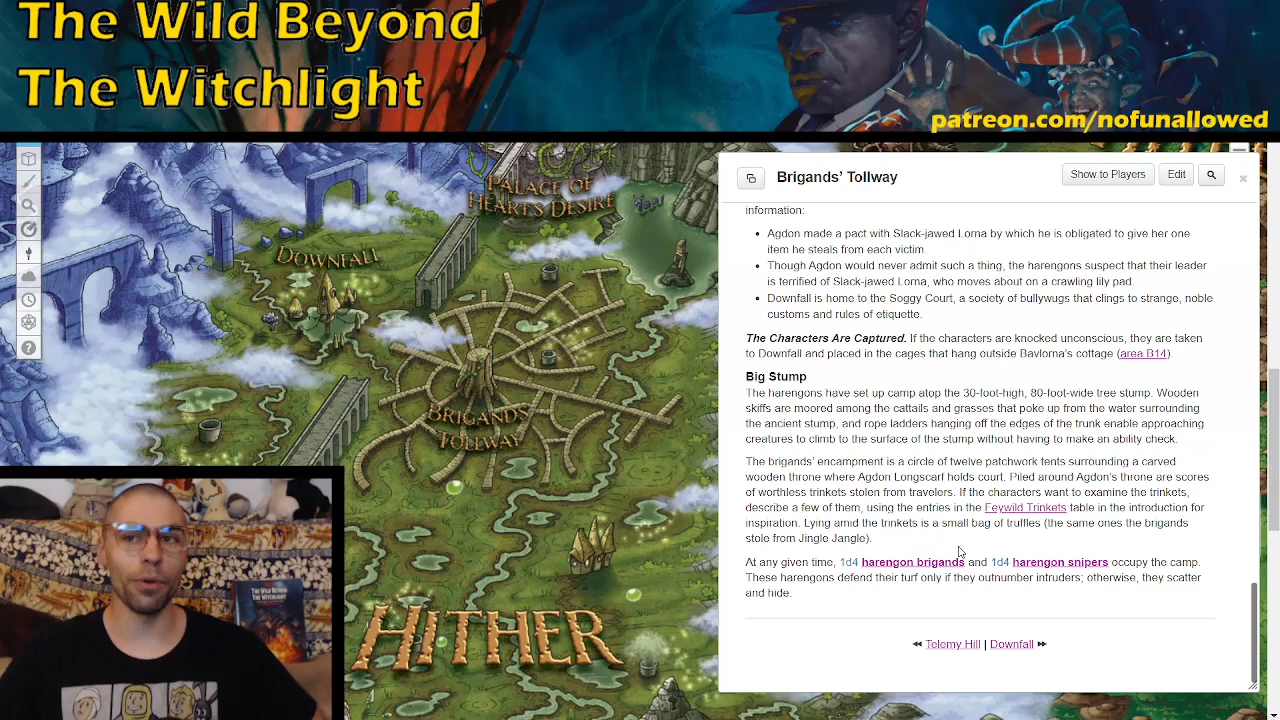 The Wild Beyond
The Witchlight
patreon.com/nofunallowed
PALACE OF
HEARTS DESIRE
DOWNFALL
BRIGANDS
TOLLWAY
HITHER
Brigands' Tollway
Show to Players
Edit
information:
• Agdon made a pact with Slack-jawed Lorna by which he is obligated to give her one
item he steals from each victim.
• Though Agdon would never admit such a thing, the harengons suspect that their leader
is terrified of Slack-jawed Lorna, who moves about on a crawling lily pad.
• Downfall is home to the Soggy Court, a society of bullywugs that clings to strange, noble
customs and rules of etiquette.
The Characters Are Captured. If the characters are knocked unconscious, they are taken
to Downfall and placed in the cages that hang outside Bavlorna's cottage (area B14).
Big Stump
The harengons have set up camp atop the 30-foot-high, 80-foot-wide tree stump. Wooden
skiffs are moored among the cattails and grasses that poke up from the water surrounding
the ancient stump, and rope ladders hanging off the edges of the trunk enable approaching
creatures to climb to the surface of the stump without having to make an ability check.
The brigands' encampment is a circle of twelve patchwork tents surrounding a carved
wooden throne where Agdon Longscarf holds court. Piled around Agdon's throne are scores
of worthless trinkets stolen from travelers. If the characters want to examine the trinkets,
describe a few of them, using the entries in the Feywild Trinkets table in the introduction for
inspiration. Lying amid the trinkets is a small bag of truffles (the same ones the brigands
stole from Jingle Jangle).
At any given time, 1d4 harengon brigands and 1d4 harengon snipers occupy the camp.
These harengons defend their turf only if they outnumber intruders; otherwise, they scatter
and hide.
Telemy Hill | Downfall
THE WILD BEYOND
THE WITCHLIGHT